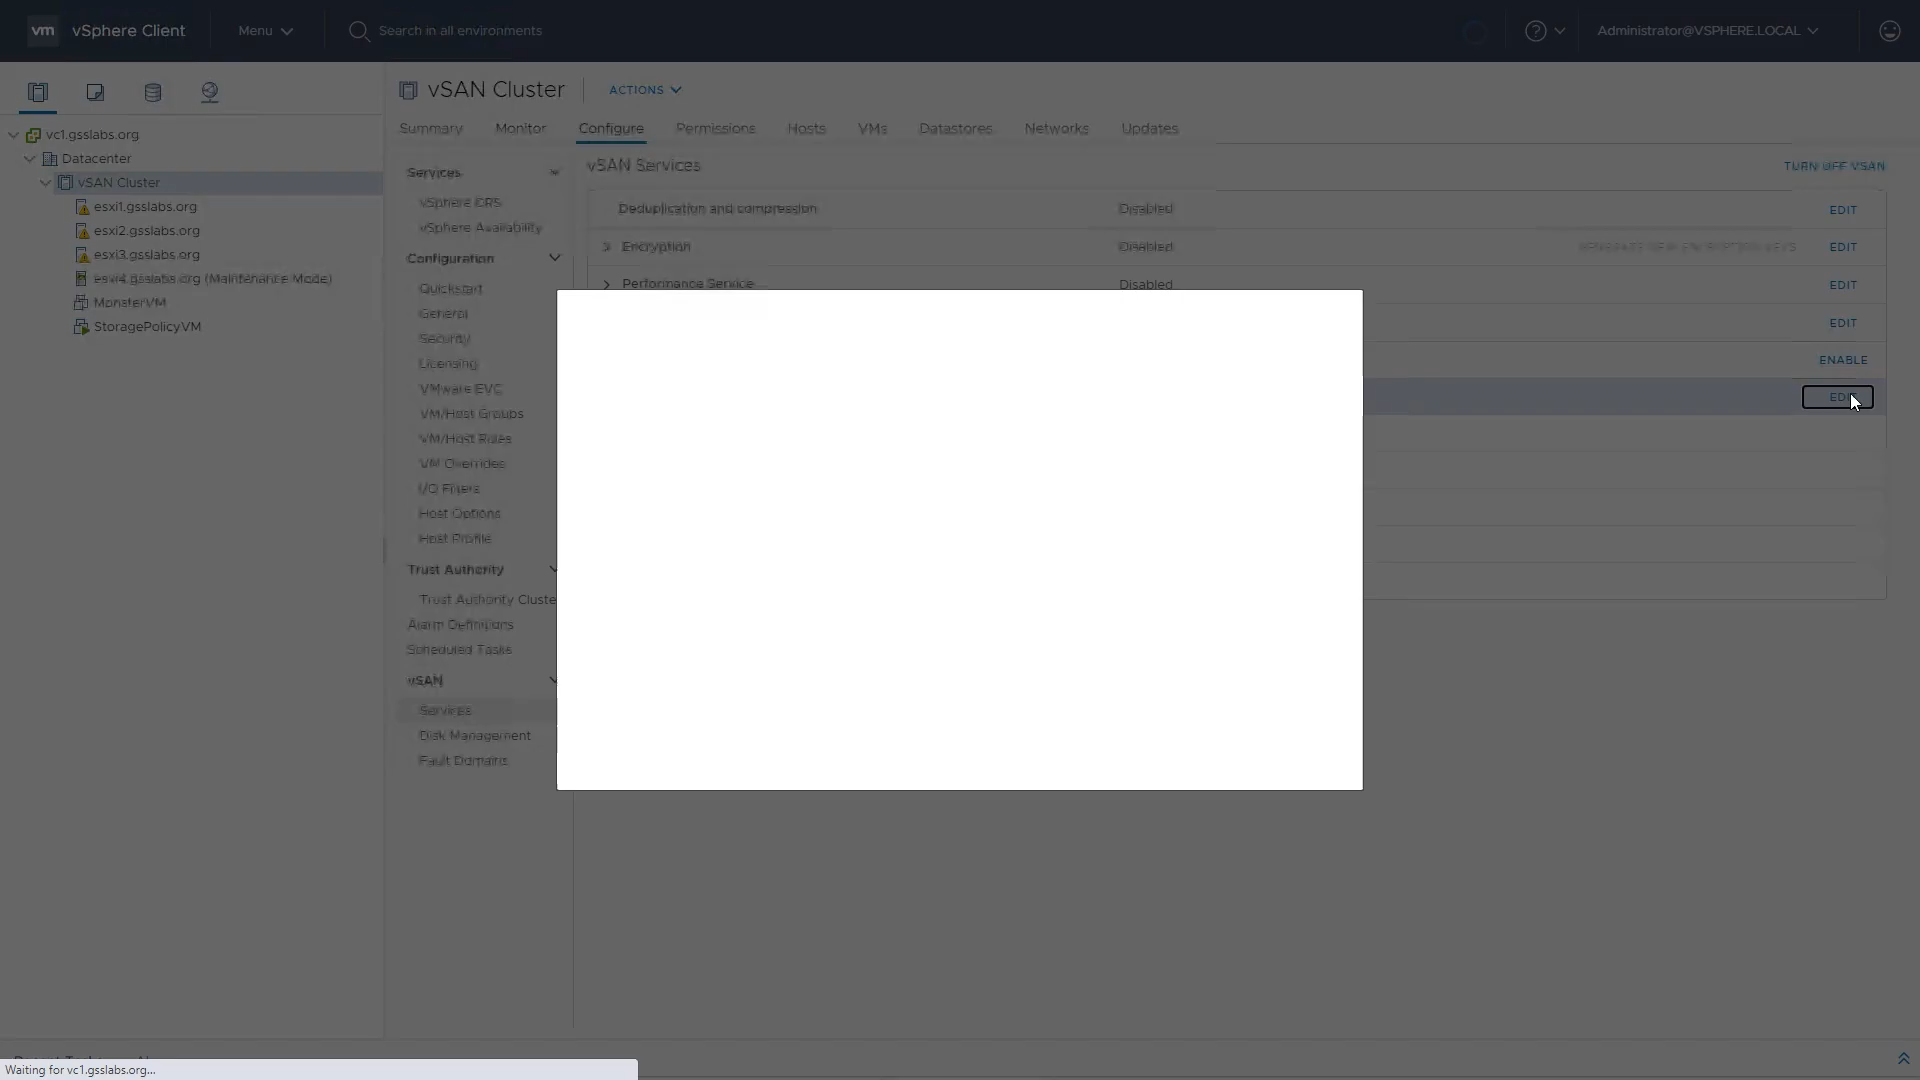 vm vSphere Client Menu Search in all environments Administrator@VSPHERE.LOCAL
vc1.gsslabs.org
Datacenter
vSAN Cluster
esxi1.gsslabs.org
esxi2.gsslabs.org
esxi3.gsslabs.org
esxi4.gsslabs.org (Maintenance Mode)
MonsterVM
StoragePolicyVM
vSAN Cluster ACTIONS
Summary Monitor Configure Permissions Hosts VMs Datastores Networks Updates
Services
vSphere DRS
vSphere Availability
Configuration
Quickstart
General
Security
Licensing
VMware EVC
VM/Host Groups
VM/Host Rules
VM Overrides
I/O Filters
Host Options
Host Profile
Trust Authority
Trust Authority Cluste
Alarm Definitions
Scheduled Tasks
vSAN
Services
Disk Management
Fault Domains
vSAN Services TURN OFF VSAN
Deduplication and compression Disabled EDIT
Encryption Disabled GENERATE NEW ENCRYPTION KEYS EDIT
Performance Service Disabled EDIT
EDIT
ENABLE
EDIT
Waiting for vc1.gsslabs.org...